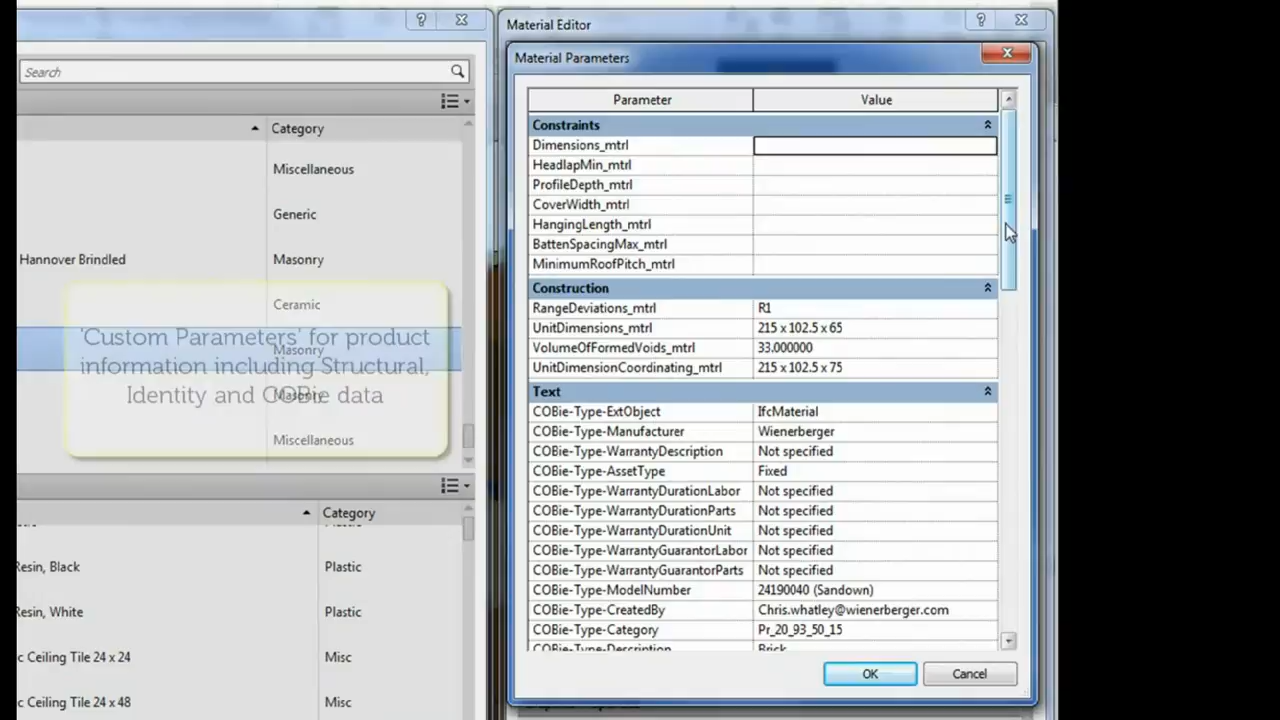 Search
Category
Miscellaneous
Generic
Hannover Brindled
Masonry
Ceramic
Masonry
Masonry
Miscellaneous
'Custom Parameters' for product
information including Structural,
Identity and COBie data
Category
Resin, Black
Plastic
Resin, White
Plastic
c Ceiling Tile 24 x 24
Misc
c Ceiling Tile 24 x 48
Misc
Material Editor
Material Parameters
Parameter Value
Constraints
Dimensions_mtrl
HeadlapMin_mtrl
ProfileDepth_mtrl
CoverWidth_mtrl
HangingLength_mtrl
BattenSpacingMax_mtrl
MinimumRoofPitch_mtrl
Construction
RangeDeviations_mtrl R1
UnitDimensions_mtrl 215 x 102.5 x 65
VolumeOfFormedVoids_mtrl 33.000000
UnitDimensionCoordinating_mtrl 215 x 102.5 x 75
Text
COBie-Type-ExtObject IfcMaterial
COBie-Type-Manufacturer Wienerberger
COBie-Type-WarrantyDescription Not specified
COBie-Type-AssetType Fixed
COBie-Type-WarrantyDurationLabor Not specified
COBie-Type-WarrantyDurationParts Not specified
COBie-Type-WarrantyDurationUnit Not specified
COBie-Type-WarrantyGuarantorLabor Not specified
COBie-Type-WarrantyGuarantorParts Not specified
COBie-Type-ModelNumber 24190040 (Sandown)
COBie-Type-CreatedBy Chris.whatley@wienerberger.com
COBie-Type-Category Pr_20_93_50_15
COBie-Type-Description Brick
OK Cancel